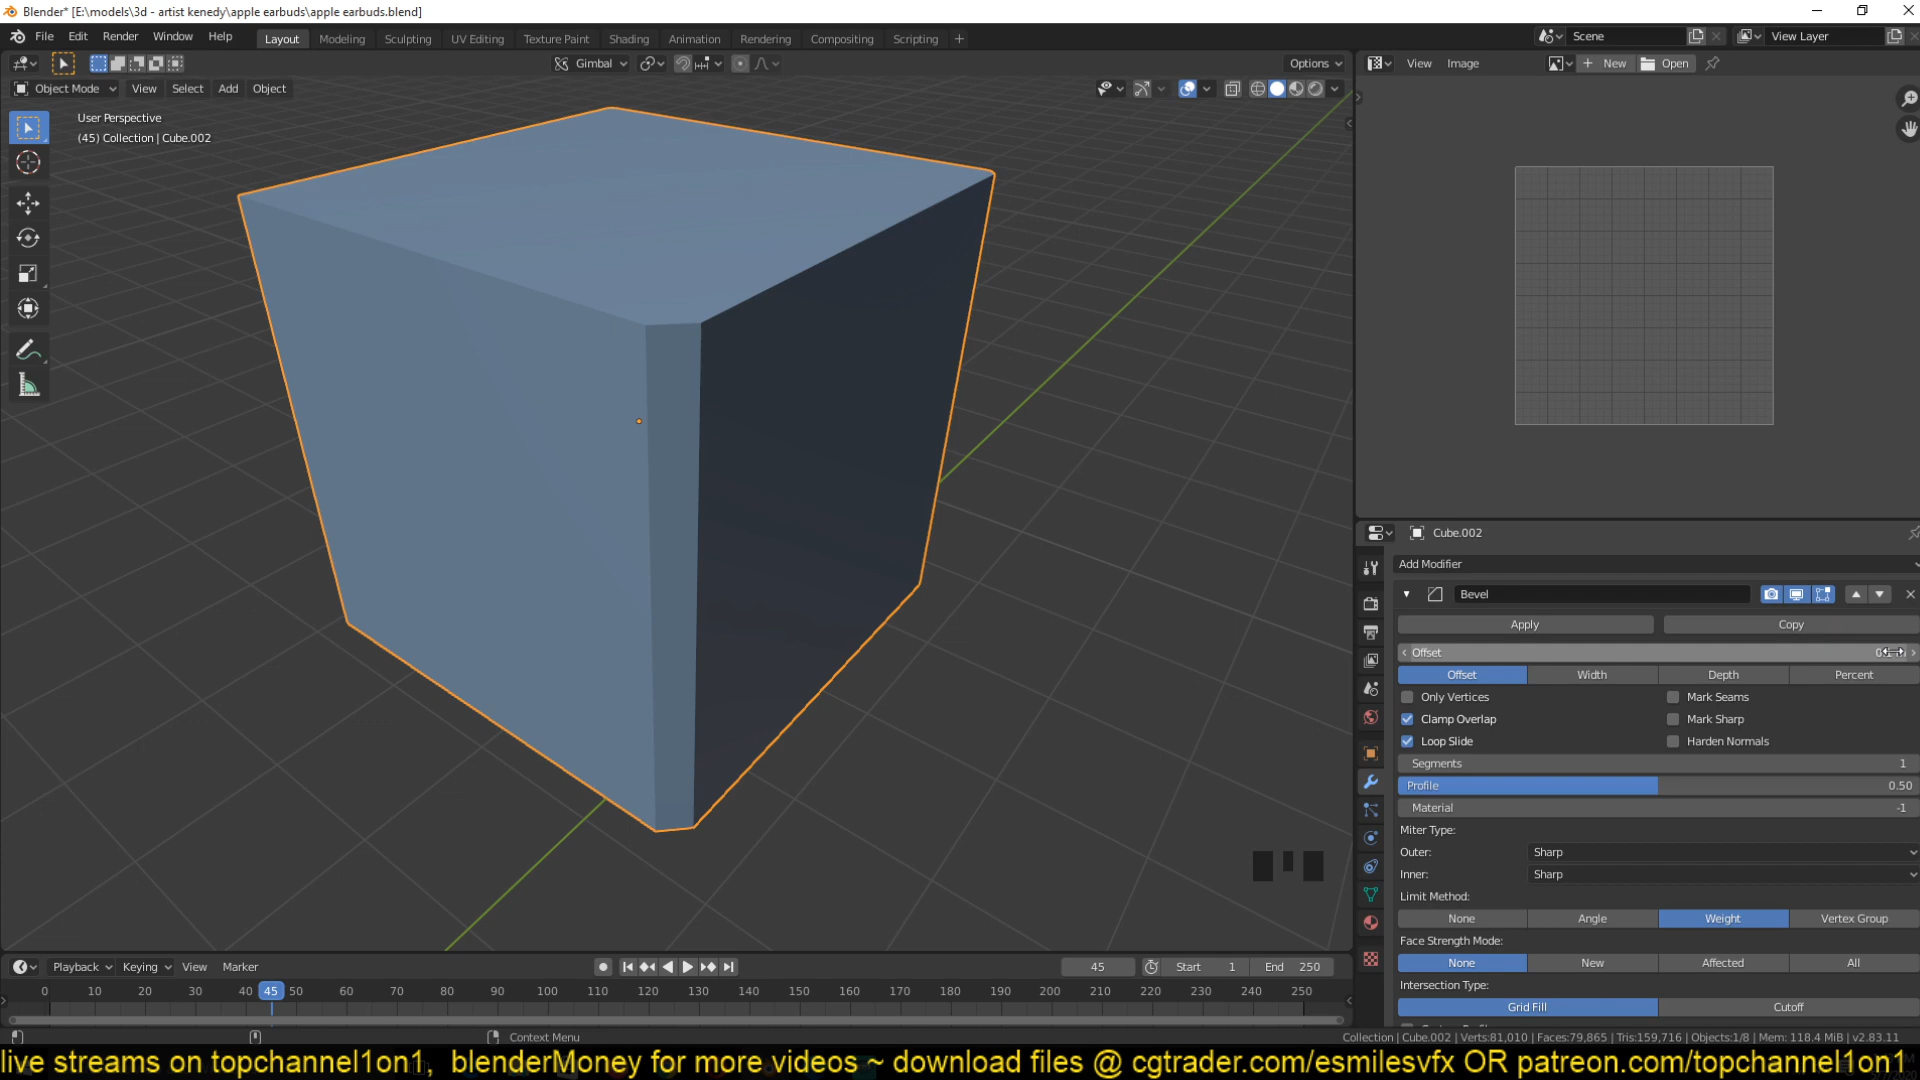 Blender* [E:\models\3d - artist kenedy\apple earbuds\apple earbuds.blend]
File Edit Render Window Help Layout Modeling Sculpting UV Editing Texture Paint Shading Animation Rendering Compositing Scripting + Scene View Layer
Gimbal Options View Image + New Open
Object Mode View Select Add Object
User Perspective
(45) Collection | Cube.002
Cube.002
Add Modifier
Bevel
Apply Copy
Offset
Offset Width Depth Percent
Only Vertices Mark Seams
Clamp Overlap Mark Sharp
Loop Slide Harden Normals
Segments 1
Profile 0.50
Material -1
Miter Type:
Outer: Sharp
Inner: Sharp
Limit Method:
None Angle Weight Vertex Group
Face Strength Mode:
None New Affected All
Intersection Type:
Grid Fill Cutoff
Playback Keying View Marker 45 Start 1 End 250
0 10 20 30 40 45 50 60 70 80 90 100 110 120 130 140 150 160 170 180 190 200 210 220 230 240 250
Context Menu Collection | Cube.002 | Verts:81,010 | Faces:79,865 | Tris:159,716 | Objects:1/8 | Mem: 118.4 MiB | v2.83.11
live streams on topchannel1on1, blenderMoney for more videos ~ download files @ cgtrader.com/esmilesvfx OR patreon.com/topchannel1on1